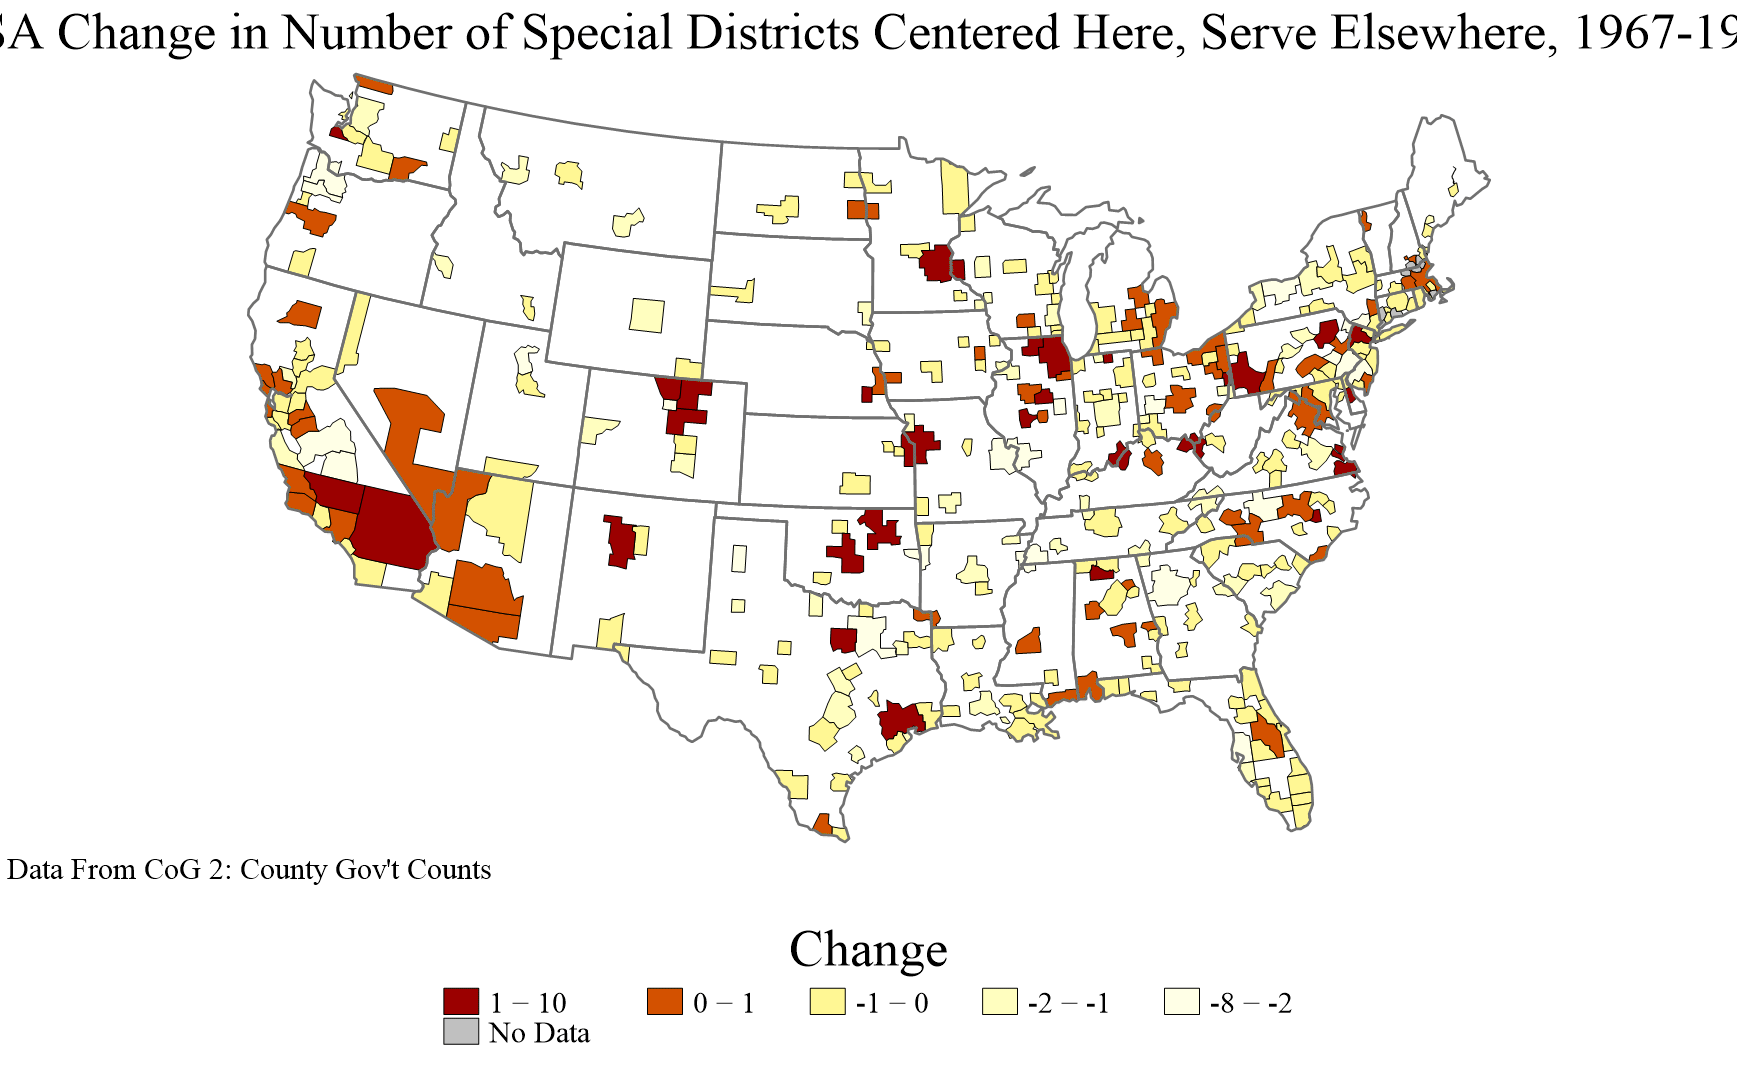 SA Change in Number of Special Districts Centered Here, Serve Elsewhere, 1967-19
Data From CoG 2: County Gov't Counts
Change
1 – 10
0 – 1
-1 – 0
-2 – -1
-8 – -2
No Data